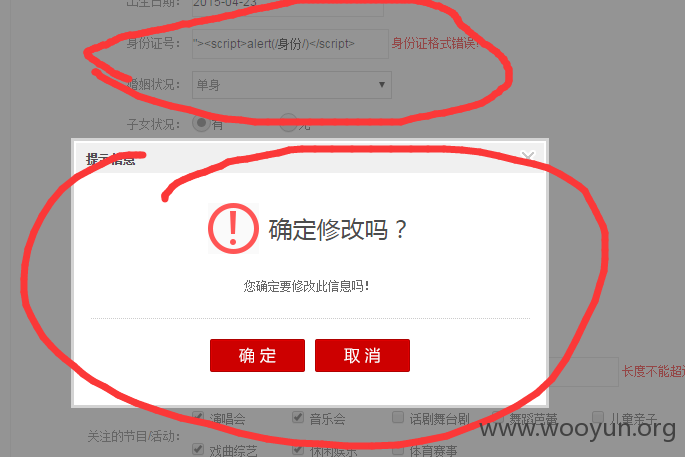 出生日期： 2015-04-23
身份证号： "><script>alert(/身份/)</script> 身份证格式错误!
婚姻状况： 单身
子女状况： 有 无
提示信息
确定修改吗？
您确定要修改此信息吗!
确 定 取 消
长度不能超
演唱会 音乐会 话剧舞台剧 舞蹈芭蕾 儿童亲子
关注的节目/活动：
戏曲综艺 休闲娱乐 体育赛事
www.wooyun.org